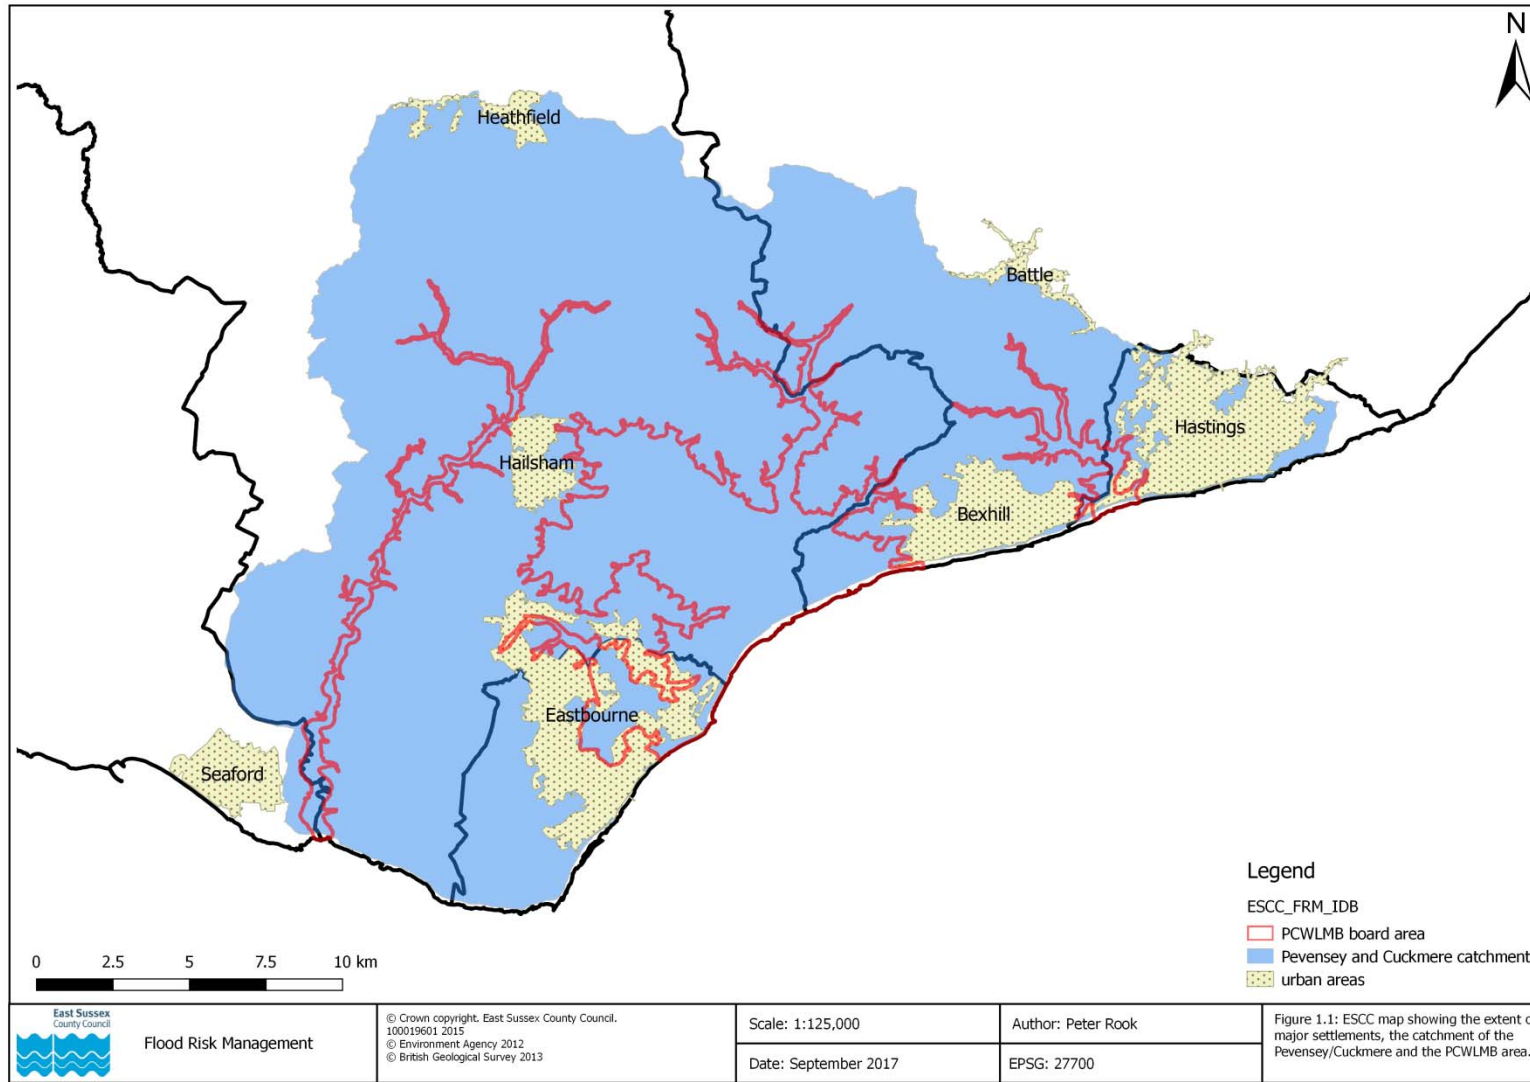 N
Heathfield
Battle
Hastings
Hailsham
Bexhill
Eastbourne
Seaford
Legend
ESCC_FRM_IDB
PCWLMB board area
Pevensey and Cuckmere catchment
urban areas
0 2.5 5 7.5 10 km
East Sussex
County Council
Flood Risk Management
© Crown copyright. East Sussex County Council.
100019601 2015
© Environment Agency 2012
© British Geological Survey 2013
Scale: 1:125,000
Date: September 2017
Author: Peter Rook
EPSG: 27700
Figure 1.1: ESCC map showing the extent
major settlements, the catchment of the
Pevensey/Cuckmere and the PCWLMB area.